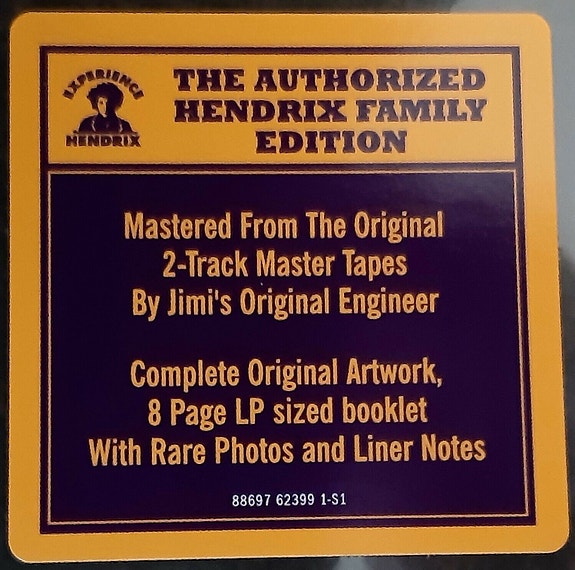 EXPERIENCE
HENDRIX
THE AUTHORIZED
HENDRIX FAMILY
EDITION
Mastered From The Original
2-Track Master Tapes
By Jimi's Original Engineer
Complete Original Artwork,
8 Page LP sized booklet
With Rare Photos and Liner Notes
88697 62399 1-S1